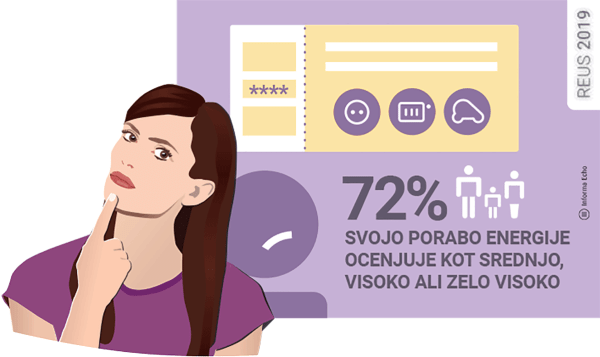 REUS 2019
****
72%
SVOJO PORABO ENERGIJE
OCENJUJE KOT SREDNJO,
VISOKO ALI ZELO VISOKO
Informa Echo